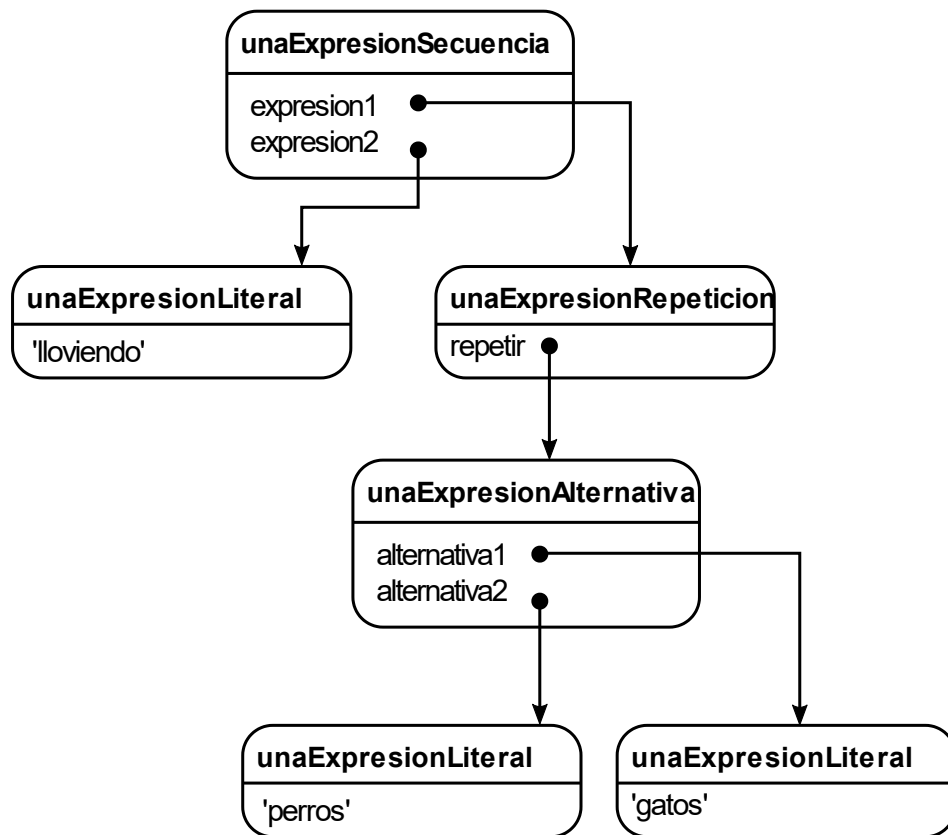 unaExpresionSecuencia
expresion1
expresion2
unaExpresionLiteral
'lloviendo'
unaExpresionRepeticion
repetir
unaExpresionAlternativa
alternativa1
alternativa2
unaExpresionLiteral
'perros'
unaExpresionLiteral
'gatos'